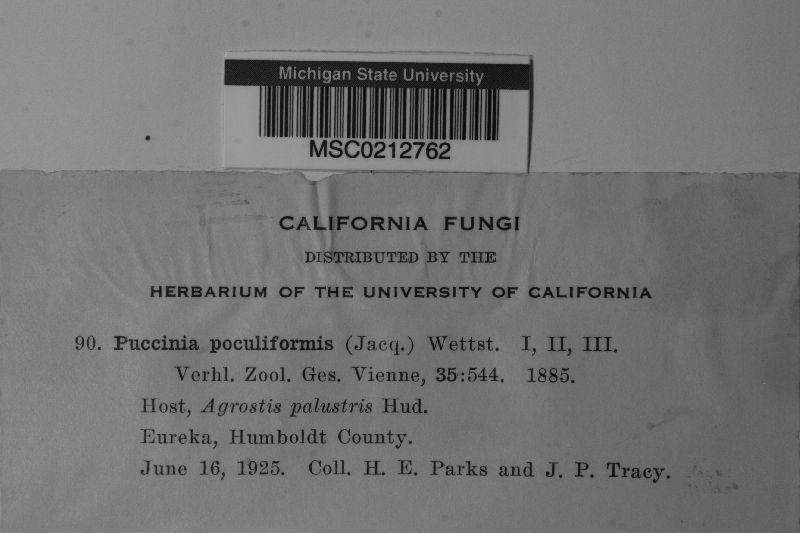 Michigan State University
MSC0212762
CALIFORNIA FUNGI
DISTRIBUTED BY THE
HERBARIUM OF THE UNIVERSITY OF CALIFORNIA
90. Puccinia poculiformis (Jacq.) Wettst. I, II, III.
Verhl. Zool. Ges. Vienne, 35:544. 1885.
Host, Agrostis palustris Hud.
Eureka, Humboldt County.
June 16, 1925. Coll. H. E. Parks and J. P. Tracy.